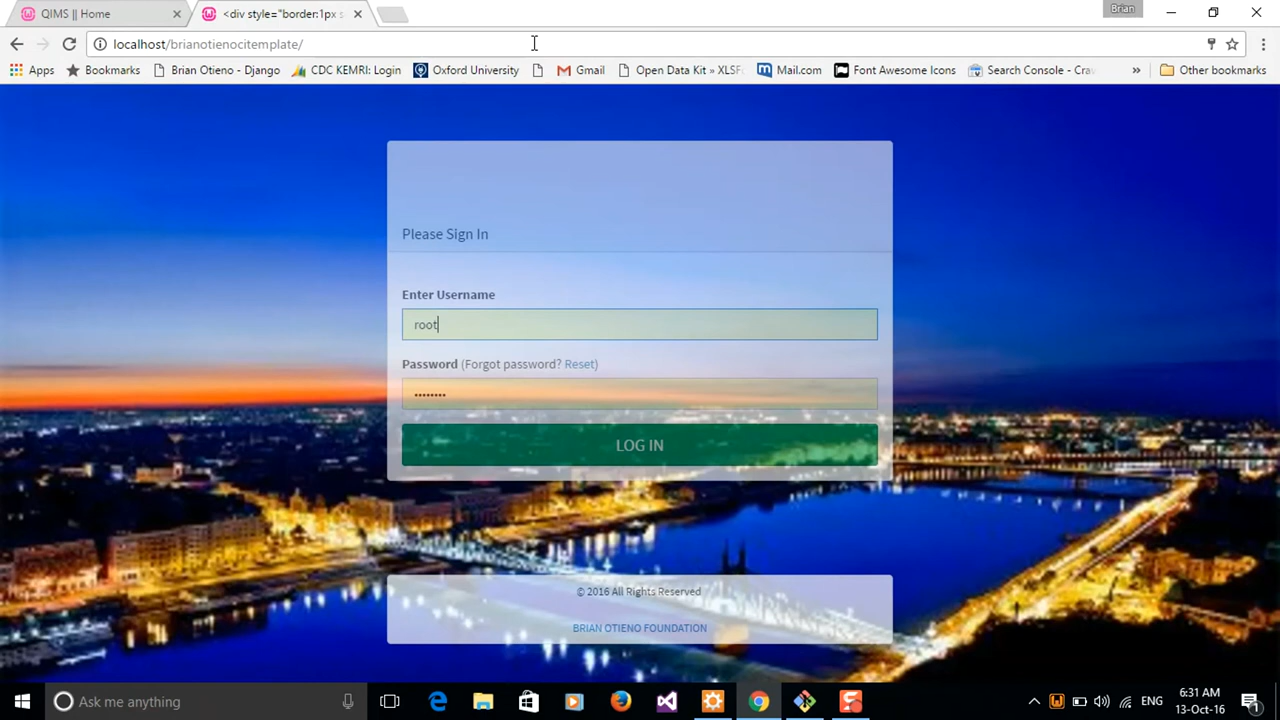 QIMS || Home
<div style="border:1px s
Brian
localhost/brianotienocitemplate/
Apps
Bookmarks
Brian Otieno - Django
CDC KEMRI: Login
Oxford University
Gmail
Open Data Kit » XLSF
Mail.com
Font Awesome Icons
Search Console - Crav
»
Other bookmarks
Please Sign In
Enter Username
root
Password (Forgot password? Reset)
••••••••
LOG IN
© 2016 All Rights Reserved
BRIAN OTIENO FOUNDATION
Ask me anything
ENG
6:31 AM
13-Oct-16
1